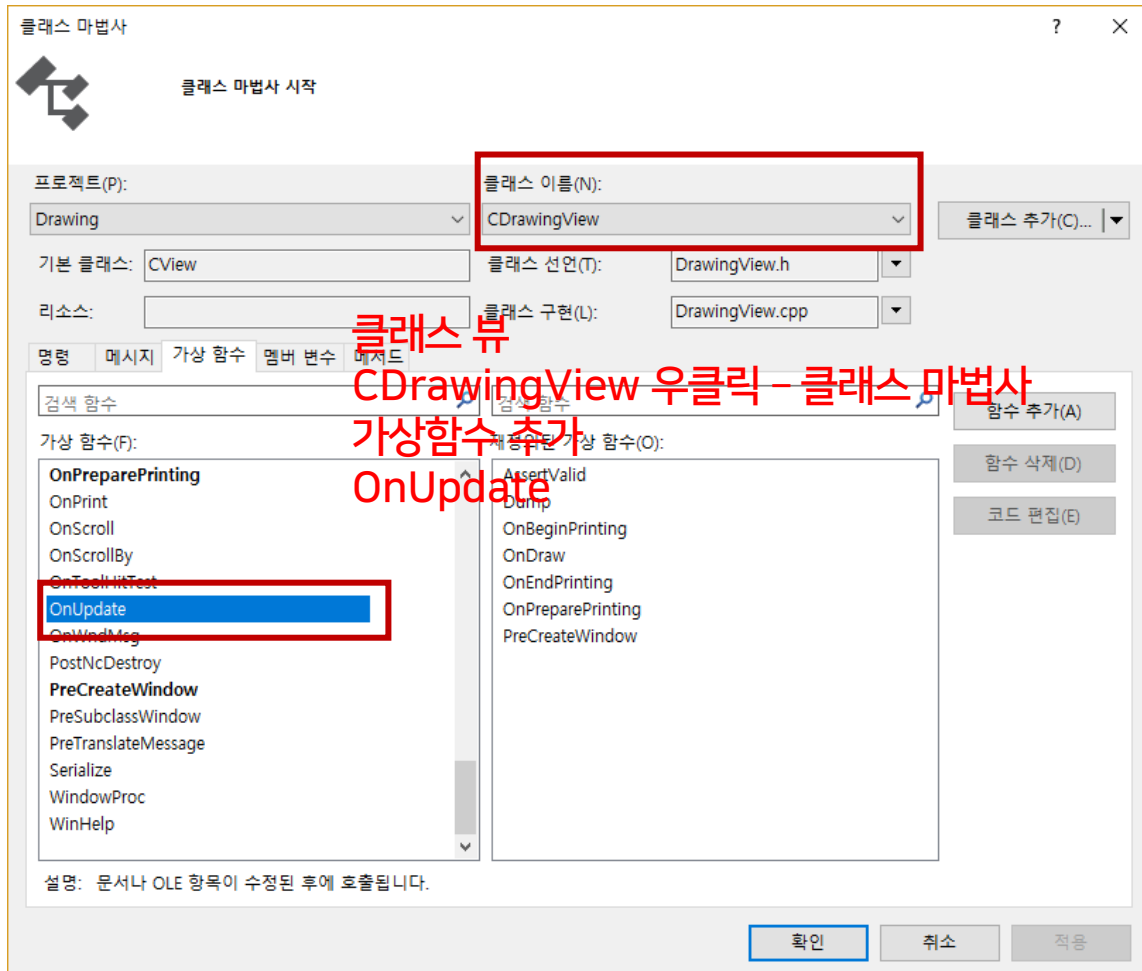 클래스 마법사
?
클래스 마법사 시작
프로젝트(P):
클래스 이름(N):
Drawing
CDrawingView
클래스 추가(C)...
기본 클래스:
CView
클래스 선언(T):
DrawingView.h
리소스:
클래스 구현(L):
DrawingView.cpp
클래스 뷰
CDrawingView 우클릭 – 클래스 마법사
가상함수 추가
OnUpdate
명령
메시지
가상 함수
멤버 변수
메서드
검색 함수
검색 함수
함수 추가(A)
가상 함수(F):
재정의된 가상 함수(O):
함수 삭제(D)
코드 편집(E)
OnPreparePrinting
OnPrint
OnScroll
OnScrollBy
OnToolHitTest
OnUpdate
OnWndMsg
PostNcDestroy
PreCreateWindow
PreSubclassWindow
PreTranslateMessage
Serialize
WindowProc
WinHelp
AssertValid
Dump
OnBeginPrinting
OnDraw
OnEndPrinting
OnPreparePrinting
PreCreateWindow
설명: 문서나 OLE 항목이 수정된 후에 호출됩니다.
확인
취소
적용